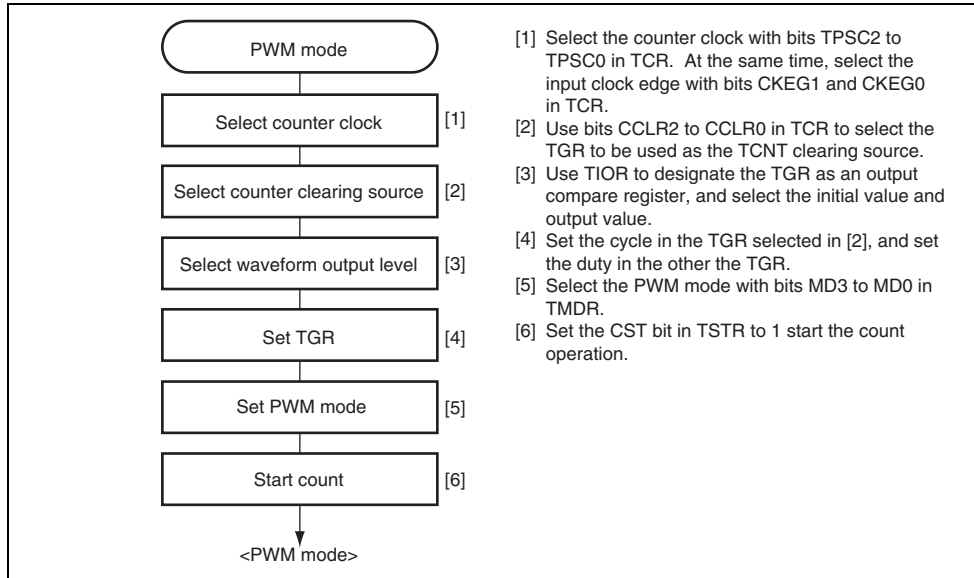 PWM mode
Select counter clock
[1]
Select counter clearing source
[2]
Select waveform output level
[3]
Set TGR
[4]
Set PWM mode
[5]
Start count
[6]
<PWM mode>
[1] Select the counter clock with bits TPSC2 to
TPSC0 in TCR. At the same time, select the
input clock edge with bits CKEG1 and CKEG0
in TCR.
[2] Use bits CCLR2 to CCLR0 in TCR to select the
TGR to be used as the TCNT clearing source.
[3] Use TIOR to designate the TGR as an output
compare register, and select the initial value and
output value.
[4] Set the cycle in the TGR selected in [2], and set
the duty in the other the TGR.
[5] Select the PWM mode with bits MD3 to MD0 in
TMDR.
[6] Set the CST bit in TSTR to 1 start the count
operation.